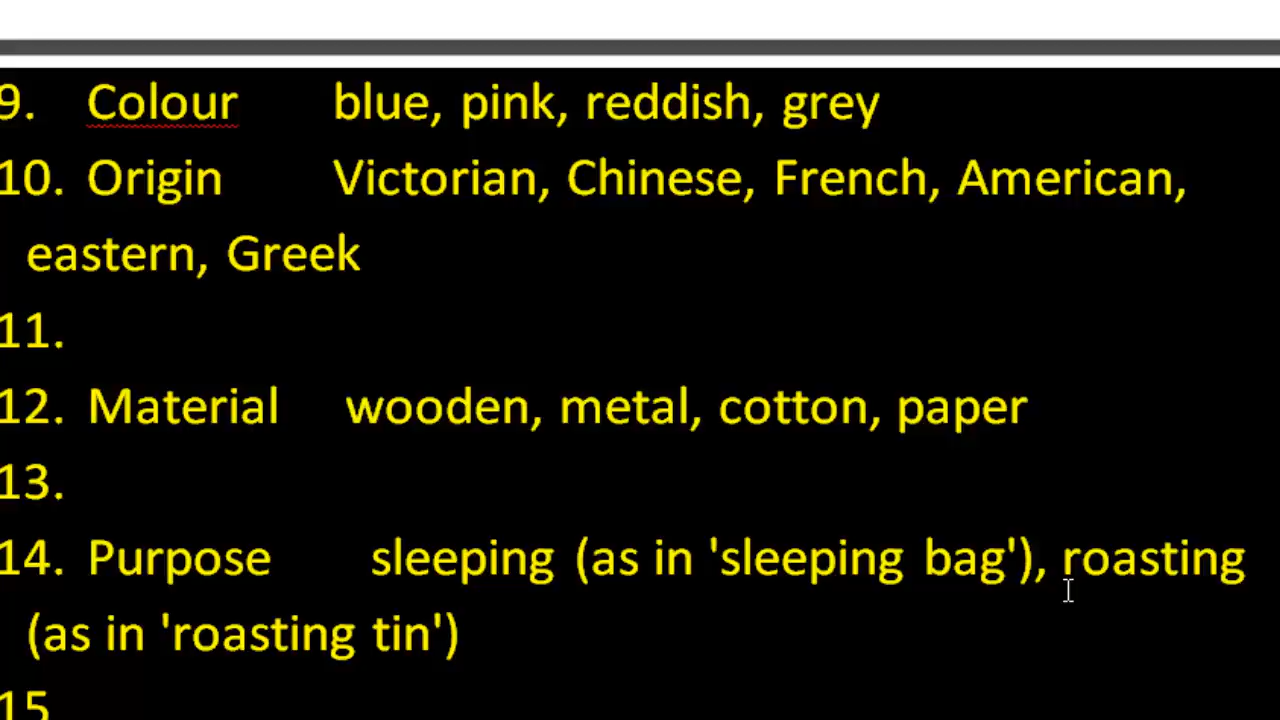 9. Colour blue, pink, reddish, grey
10. Origin Victorian, Chinese, French, American,
eastern, Greek
11.
12. Material wooden, metal, cotton, paper
13.
14. Purpose sleeping (as in 'sleeping bag'), roasting
(as in 'roasting tin')
15